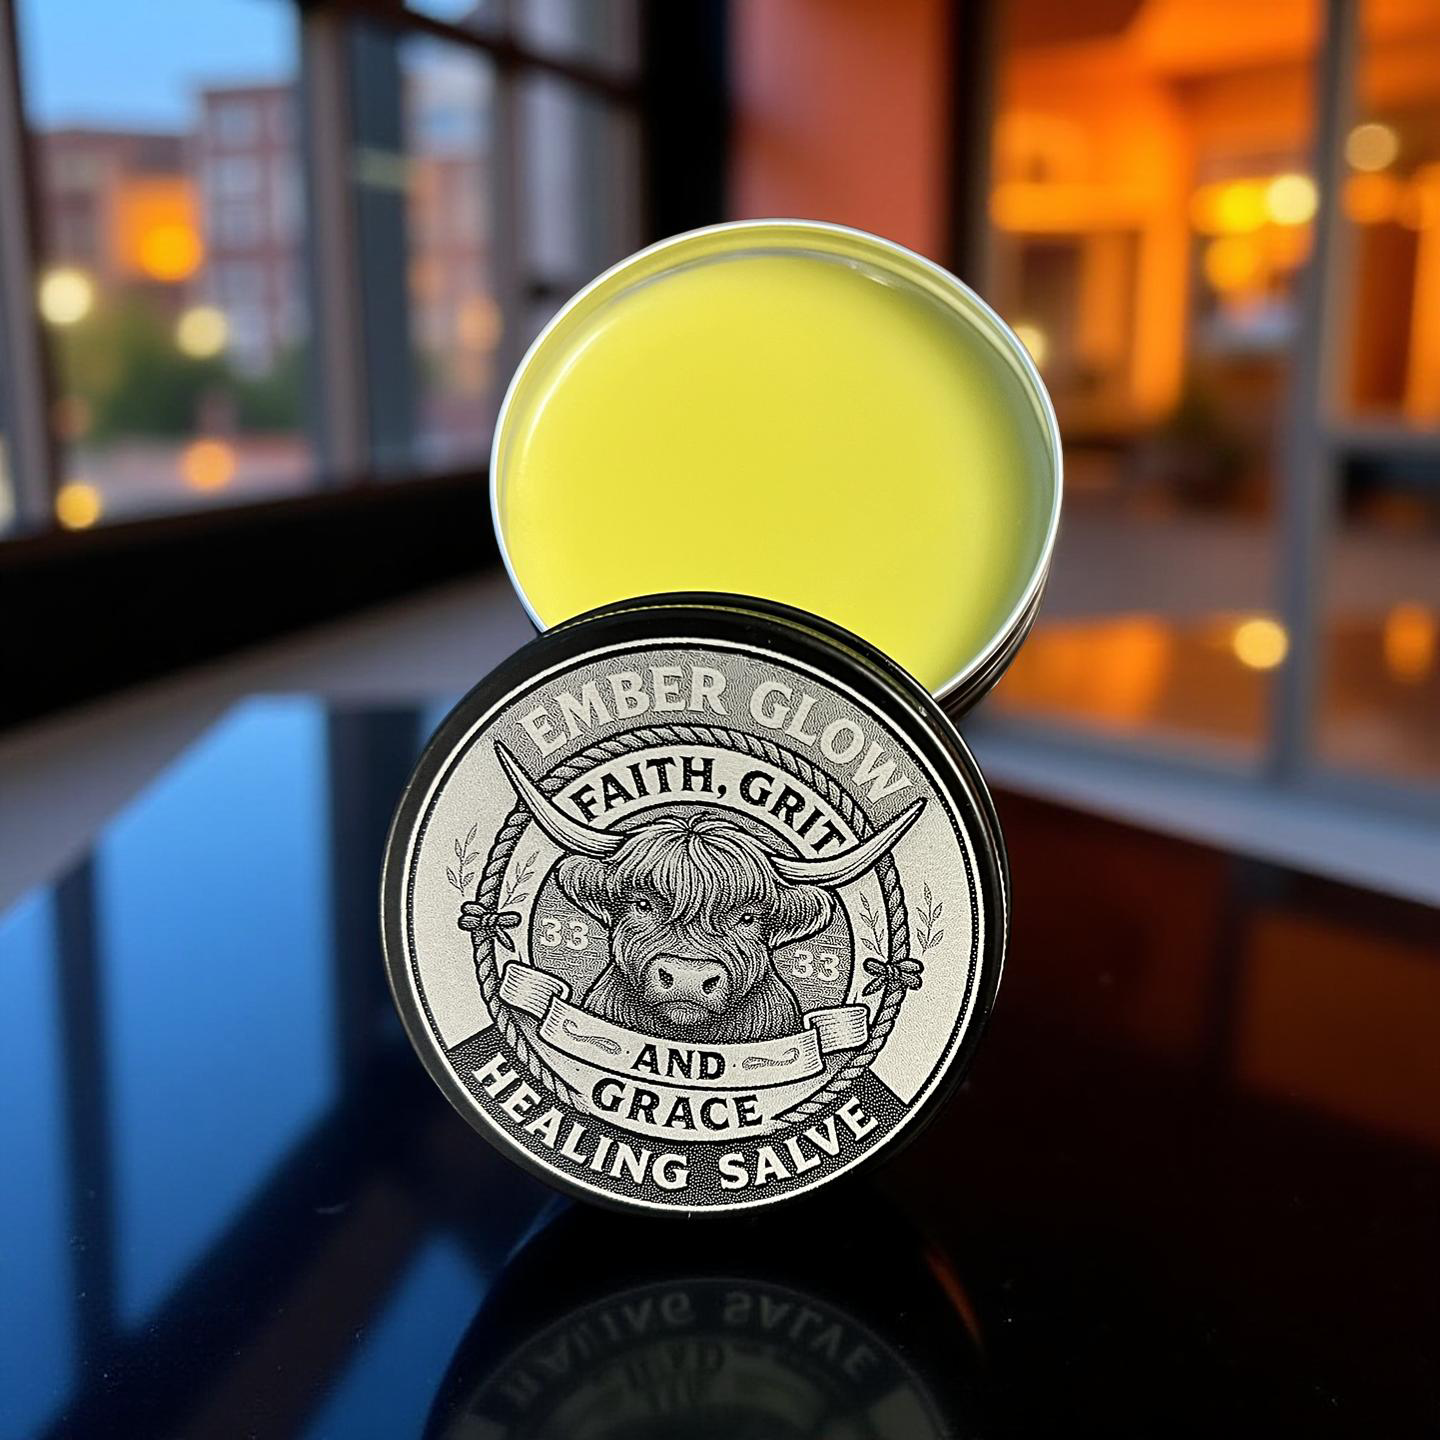 EMBER GLOW
FAITH, GRIT
33 33
AND
GRACE
HEALING SALVE